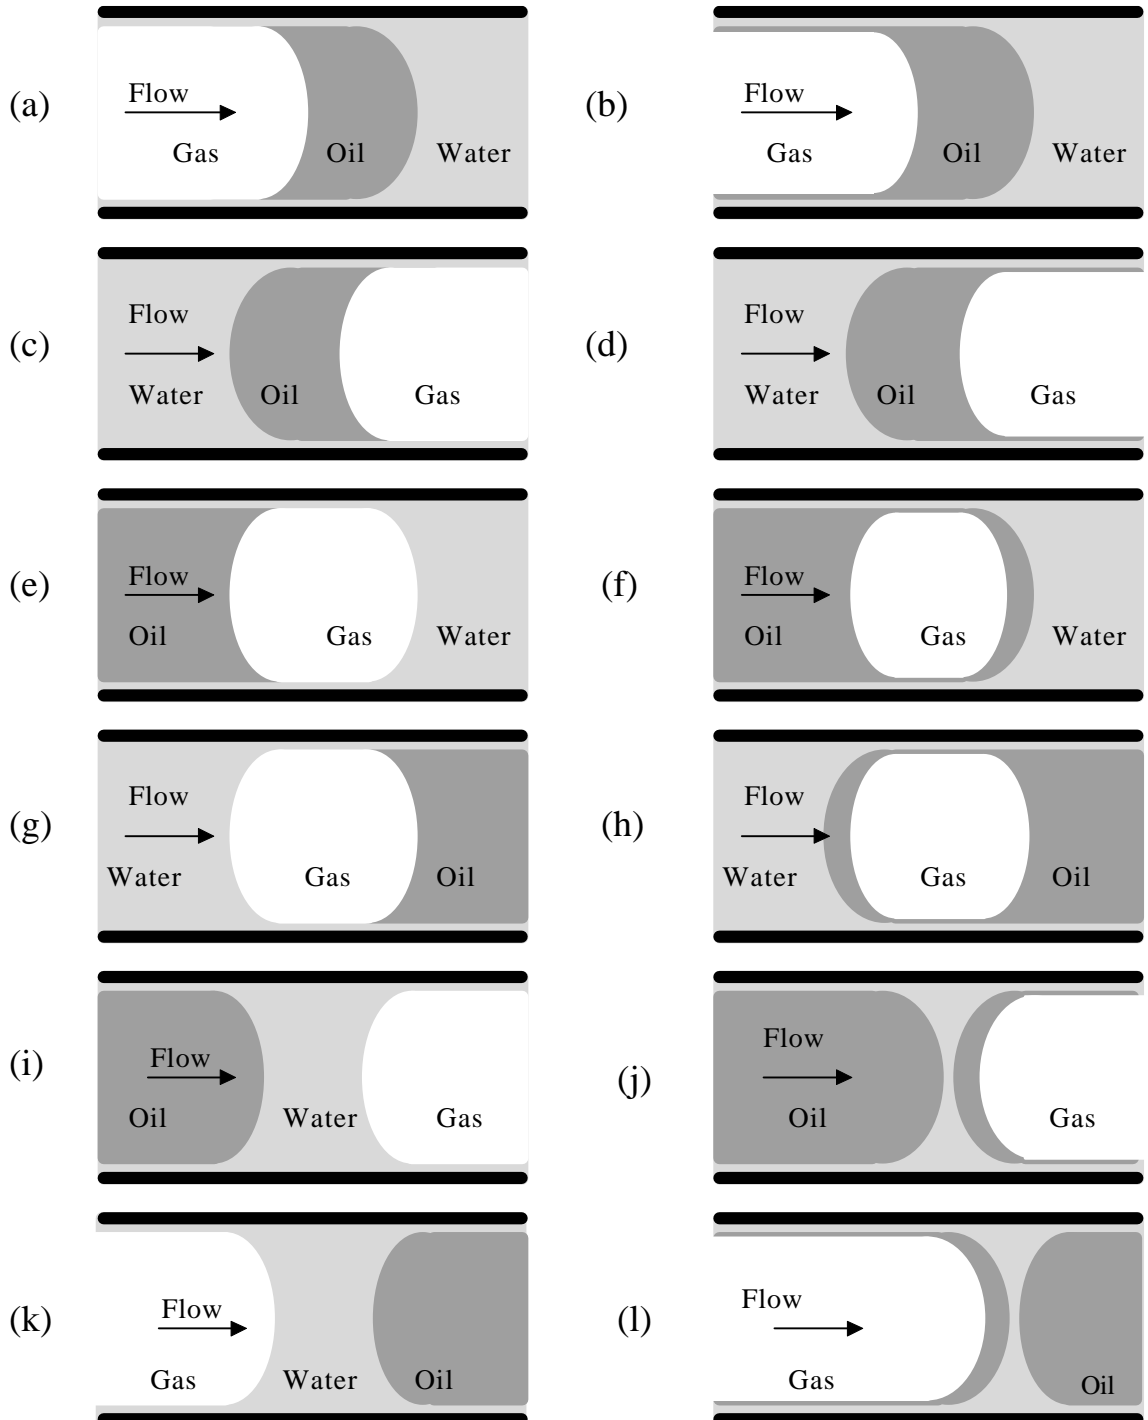 (a) Flow Gas Oil Water
(b) Flow Gas Oil Water
(c) Flow Water Oil Gas
(d) Flow Water Oil Gas
(e) Flow Oil Gas Water
(f) Flow Oil Gas Water
(g) Flow Water Gas Oil
(h) Flow Water Gas Oil
(i) Flow Oil Water Gas
(j) Flow Oil Gas
(k) Flow Gas Water Oil
(l) Flow Gas Oil